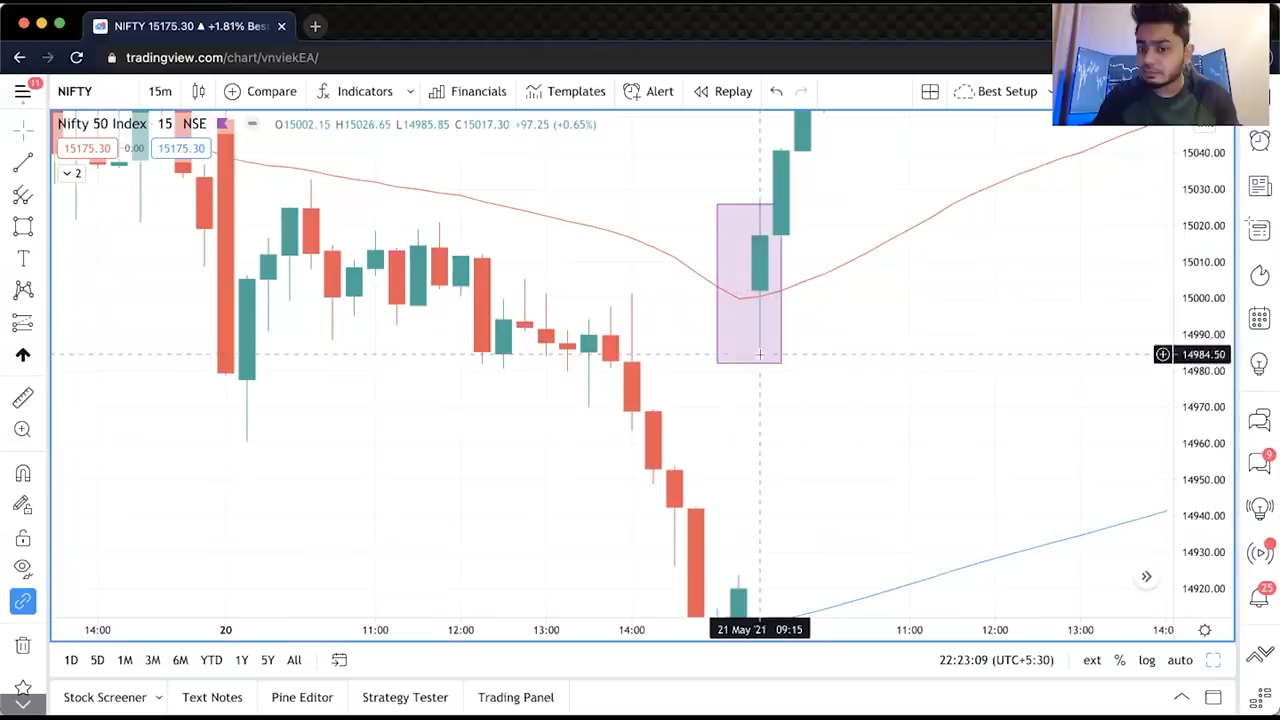 NIFTY 15175.30 ▲ +1.81% Bes
tradingview.com/chart/vnviekEA/
11
NIFTY 15m Compare Indicators Financials Templates Alert Replay Best Setup
Nifty 50 Index 15 NSE O15002.15 H15026.65 L14985.85 C15017.30 +97.25 (+0.65%)
15175.30 0.00 15175.30
2
15040.00
15030.00
15020.00
15010.00
15000.00
14990.00
14984.50
14980.00
14970.00
14960.00
14950.00
14940.00
14930.00
14920.00
9
25
14:00 20 11:00 12:00 13:00 14:00 21 May '21 09:15 11:00 12:00 13:00 14:0
1D 5D 1M 3M 6M YTD 1Y 5Y All 22:23:09 (UTC+5:30) ext % log auto
Stock Screener Text Notes Pine Editor Strategy Tester Trading Panel